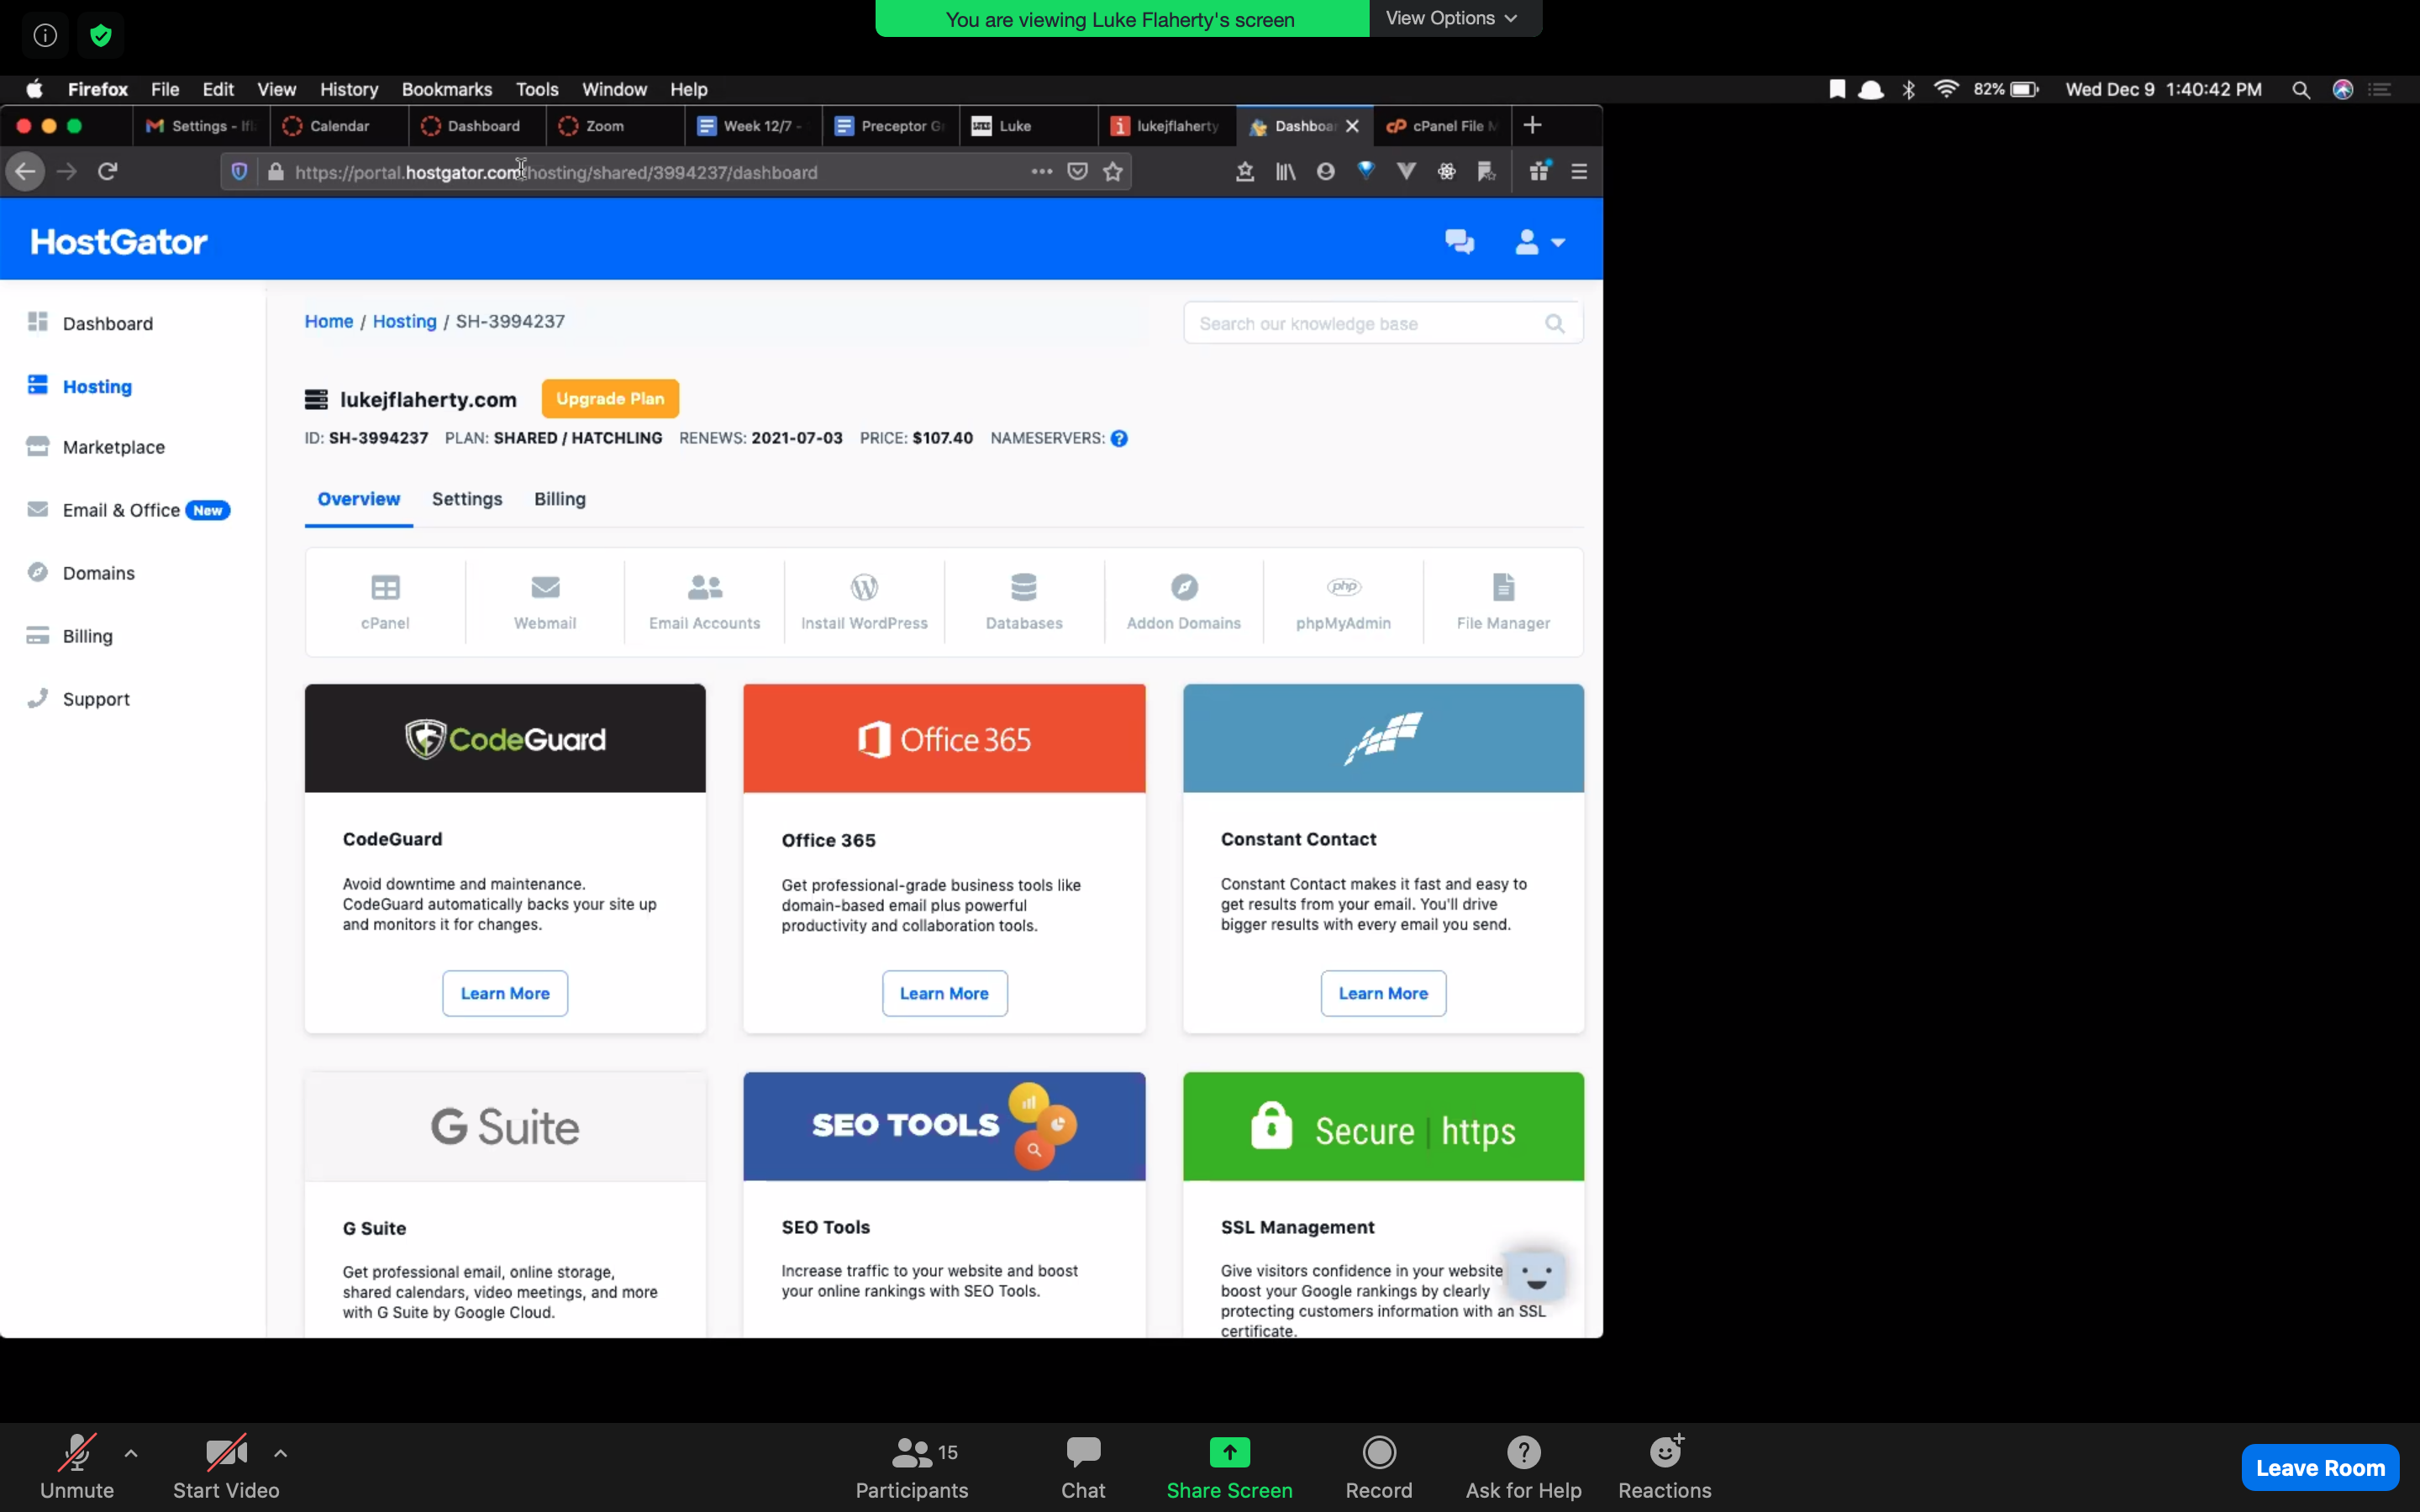 You are viewing Luke Flaherty's screen
View Options
Firefox File Edit View History Bookmarks Tools Window Help
82%
Wed Dec 9 1:40:42 PM
Settings - lfl
Calendar
Dashboard
Zoom
Week 12/7 -
Preceptor G
Luke
lukejflaherty
Dashboar
cPanel File M
https://portal.hostgator.com/hosting/shared/3994237/dashboard
HostGator
Dashboard
Hosting
Marketplace
Email & Office New
Domains
Billing
Support
Home / Hosting / SH-3994237
Search our knowledge base
lukejflaherty.com
Upgrade Plan
ID: SH-3994237 PLAN: SHARED / HATCHLING RENEWS: 2021-07-03 PRICE: $107.40 NAMESERVERS: ?
Overview Settings Billing
cPanel
Webmail
Email Accounts
Install WordPress
Databases
Addon Domains
php
phpMyAdmin
File Manager
CodeGuard
CodeGuard
Avoid downtime and maintenance.
CodeGuard automatically backs your site up
and monitors it for changes.
Learn More
Office 365
Office 365
Get professional-grade business tools like
domain-based email plus powerful
productivity and collaboration tools.
Learn More
Constant Contact
Constant Contact makes it fast and easy to
get results from your email. You'll drive
bigger results with every email you send.
Learn More
G Suite
G Suite
Get professional email, online storage,
shared calendars, video meetings, and more
with G Suite by Google Cloud.
SEO TOOLS
SEO Tools
Increase traffic to your website and boost
your online rankings with SEO Tools.
Secure | https
SSL Management
Give visitors confidence in your website
boost your Google rankings by clearly
protecting customers information with an SSL
certificate.
Unmute
Start Video
15
Participants
Chat
Share Screen
Record
Ask for Help
Reactions
Leave Room